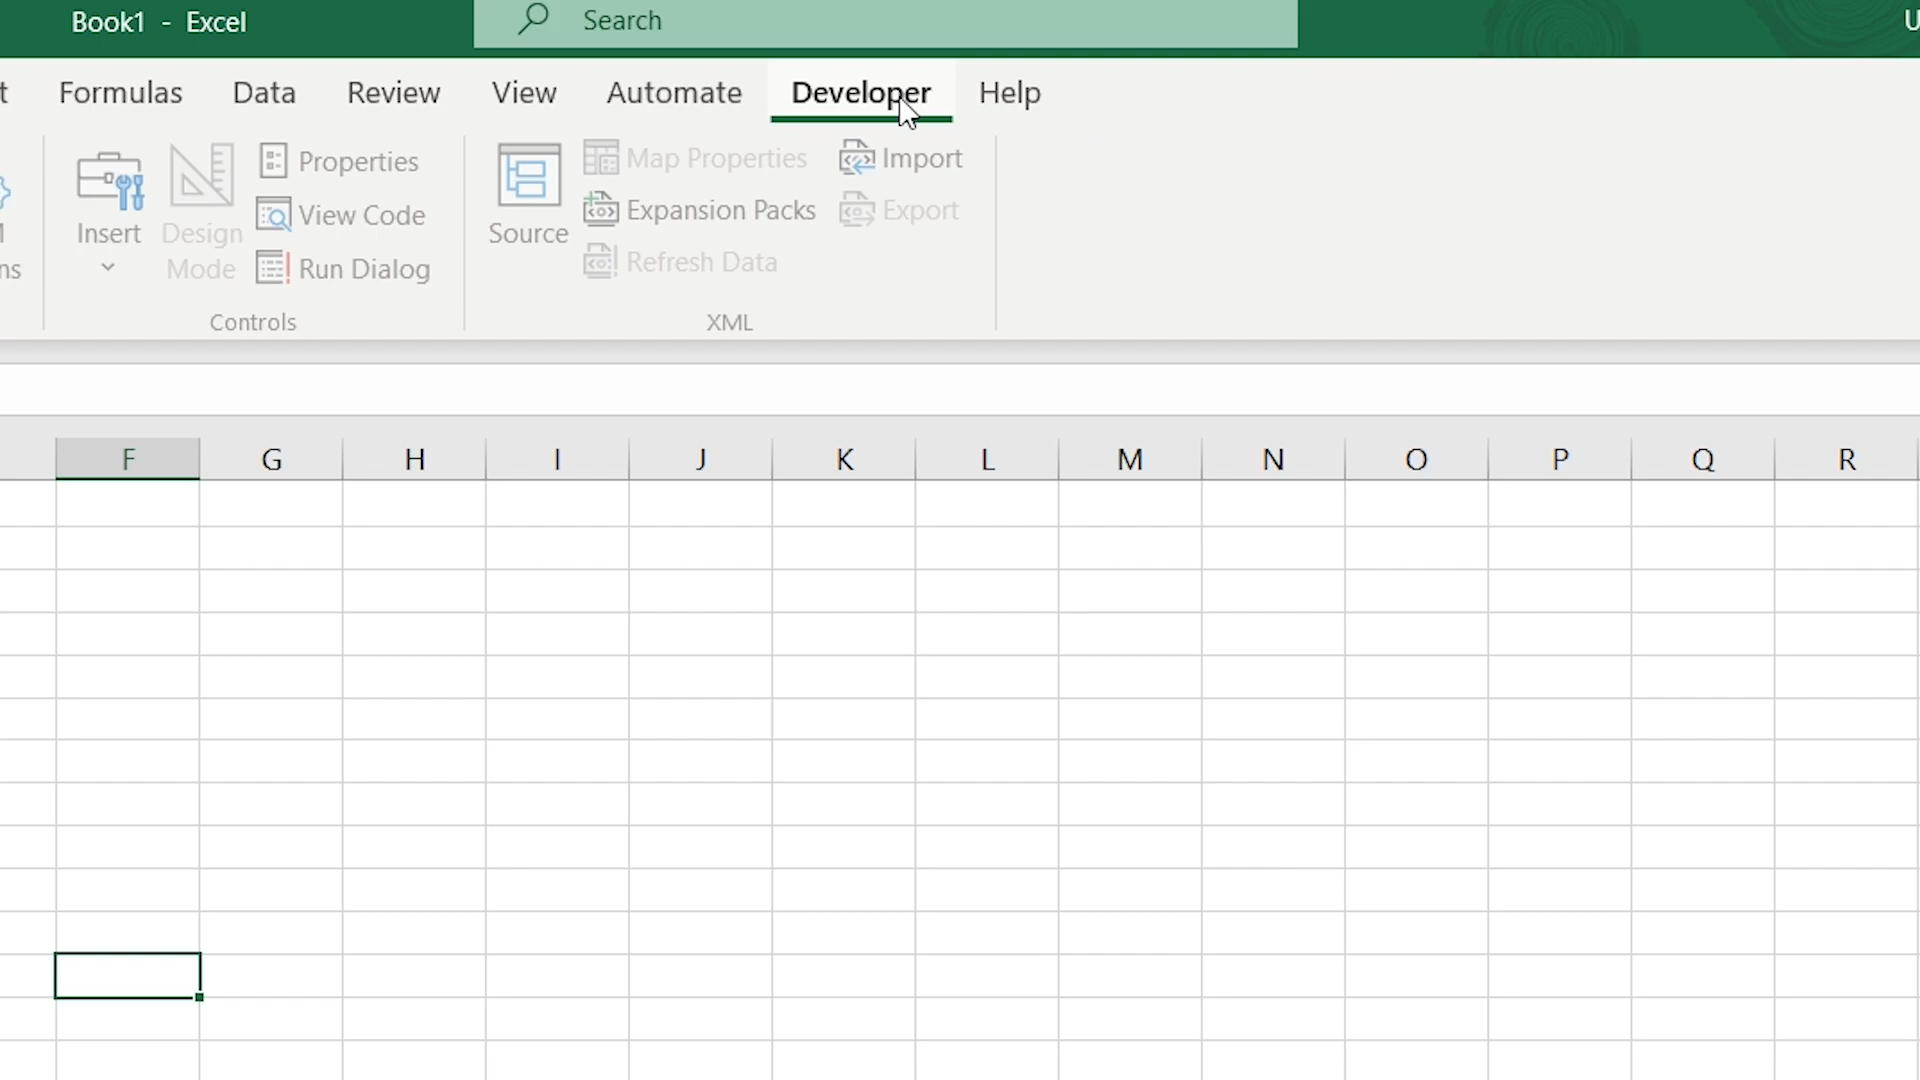 Book1 - Excel
Search
U
t
Formulas
Data
Review
View
Automate
Developer
Help
ns
Insert
Design
Mode
Properties
View Code
Run Dialog
Controls
Source
Map Properties
Expansion Packs
Refresh Data
Import
Export
XML
F G H I J K L M N O P Q R